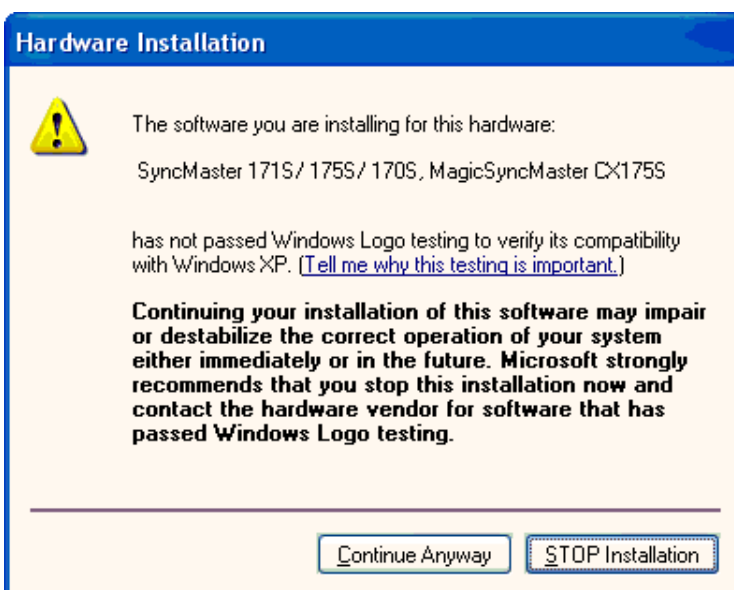 Hardware Installation
The software you are installing for this hardware:
SyncMaster 171S/ 175S/ 170S, MagicSyncMaster CX175S
has not passed Windows Logo testing to verify its compatibility
with Windows XP. (Tell me why this testing is important.)
Continuing your installation of this software may impair
or destabilize the correct operation of your system
either immediately or in the future. Microsoft strongly
recommends that you stop this installation now and
contact the hardware vendor for software that has
passed Windows Logo testing.
Continue Anyway STOP Installation